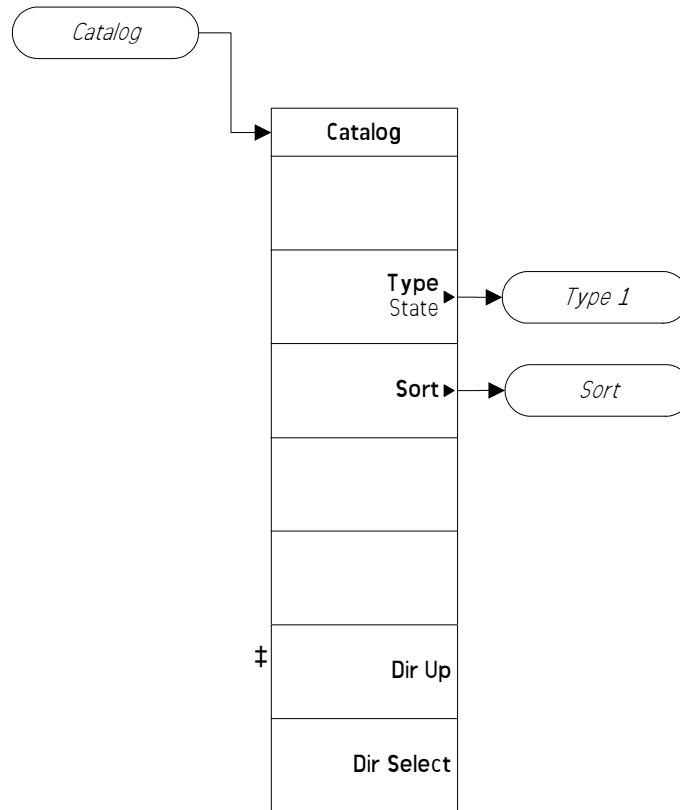 Catalog
Catalog
Type
State
Type 1
Sort
Sort
‡
Dir Up
Dir Select